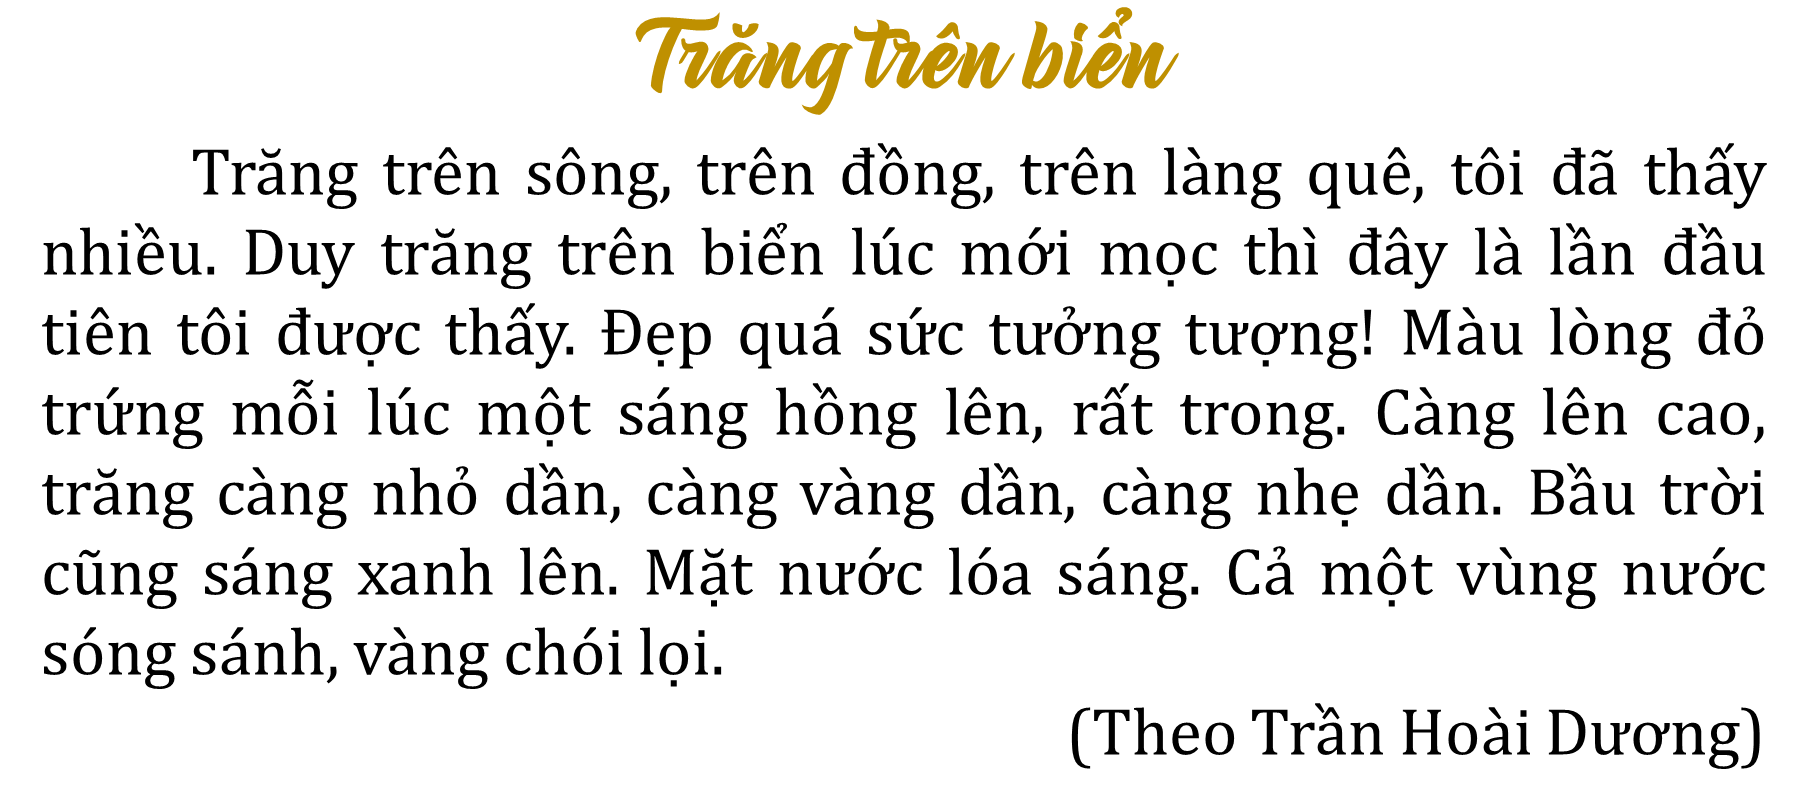 Trăng trên biển
Trăng trên sông, trên đồng, trên làng quê, tôi đã thấy
nhiều. Duy trăng trên biển lúc mới mọc thì đây là lần đầu
tiên tôi được thấy. Đẹp quá sức tưởng tượng! Màu lòng đỏ
trứng mỗi lúc một sáng hồng lên, rất trong. Càng lên cao,
trăng càng nhỏ dần, càng vàng dần, càng nhẹ dần. Bầu trời
cũng sáng xanh lên. Mặt nước lóa sáng. Cả một vùng nước
sóng sánh, vàng chói lọi.
(Theo Trần Hoài Dương)